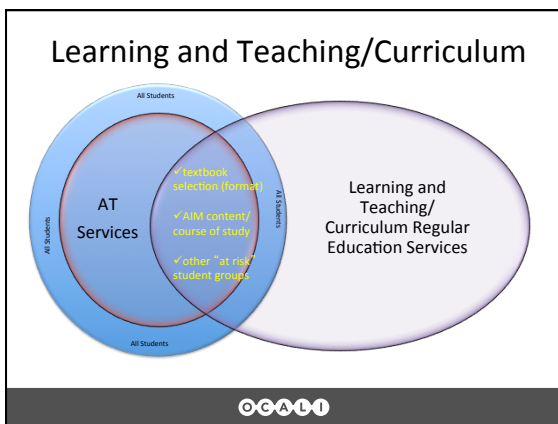 Learning and Teaching/Curriculum
All Students
✓textbook
selection (format)
✓AIM content/
course of study
✓other “at risk”
student groups
AT
Services
All Students
All Students
Learning and
Teaching/
Curriculum Regular
Education Services
All Students
OCALI